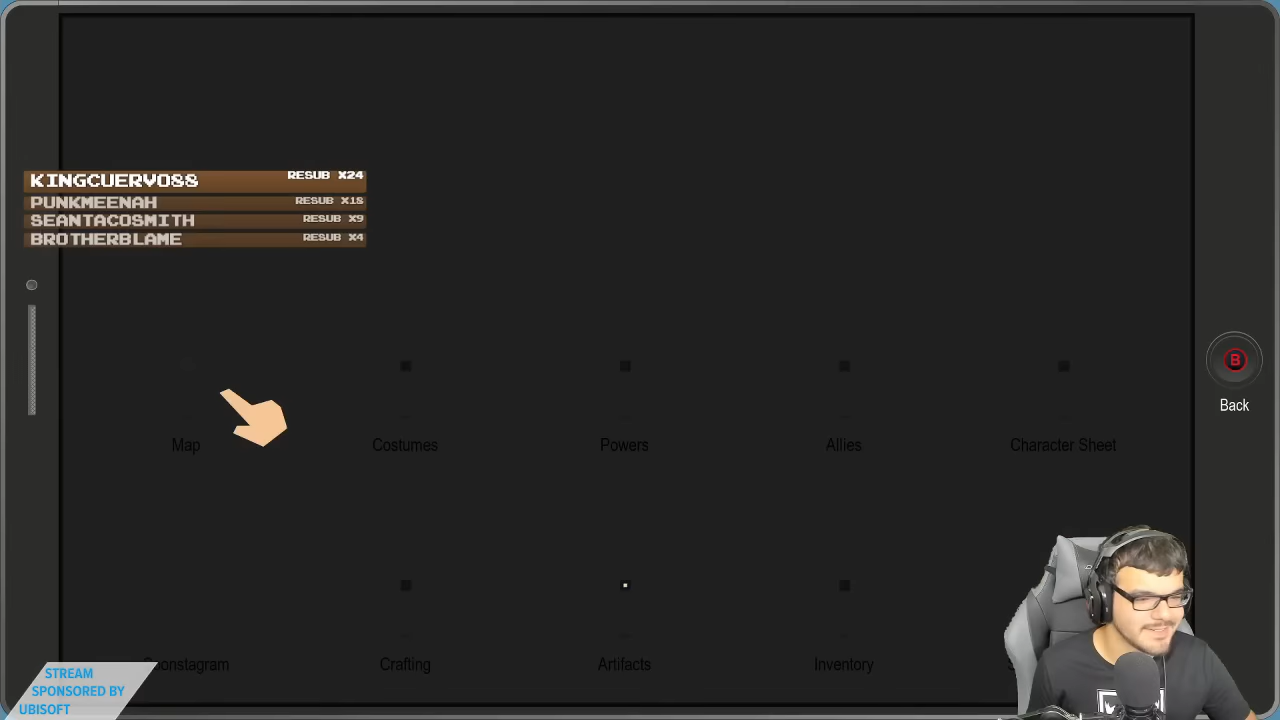 KINGCUERVO88 RESUB X24
PUNKMEENAH RESUB X18
SEANTACOSMITH RESUB X9
BROTHERBLAME RESUB X4
B
Back
Map Costumes Powers Allies Character Sheet
oonstagram Crafting Artifacts Inventory
STREAM
SPONSORED BY
UBISOFT